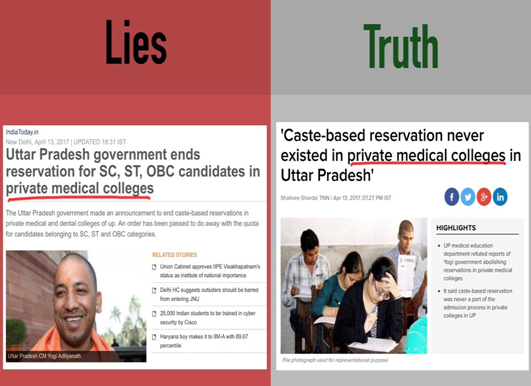 Lies
Truth
IndiaToday.in
New Delhi, April 13, 2017 | UPDATED 18:31 IST
Uttar Pradesh government ends
reservation for SC, ST, OBC candidates in
private medical colleges
The Uttar Pradesh government made an announcement to end caste-based reservations in
private medical and dental colleges of up. An order has been passed to do away with the quota
for candidates belonging to SC, ST and OBC categories.
RELATED STORIES
Union Cabinet approves IIPE Visakhapatnam's
status as institution of national importance
Delhi HC suggests outsiders should be barred
from entering JNU
25,000 Indian students to be trained in cyber
security by Cisco
Haryana boy makes it IIM-A with 89.67
percentile
Uttar Pradesh CM Yogi Adityanath
'Caste-based reservation never
existed in private medical colleges in
Uttar Pradesh'
Shailvee Sharda| TNN | Apr 13, 2017, 07.27 PM IST
HIGHLIGHTS
UP medical education
department refuted reports of
Yogi government abolishing
reservations in private medical
colleges
It said caste-based reservation
was never a part of the
admission process in private
colleges in UP
File photograph used for representational purpose